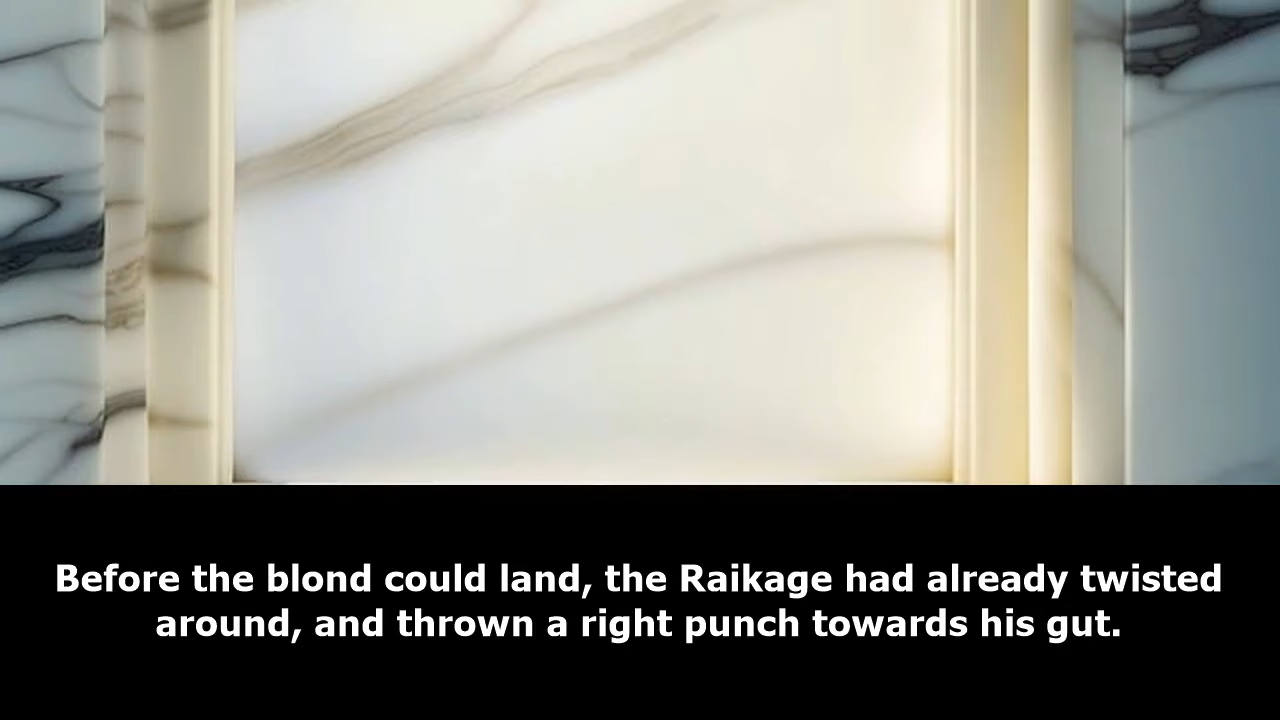 Before the blond could land, the Raikage had already twisted
around, and thrown a right punch towards his gut.